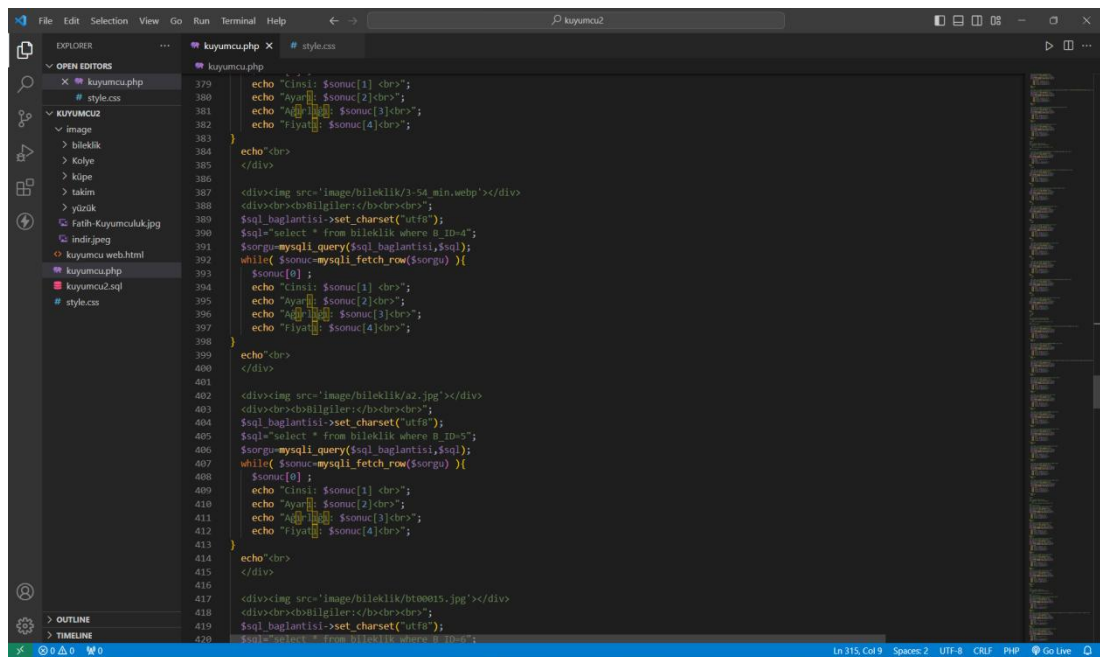 File Edit Selection View Go Run Terminal Help
kuyumcu2
EXPLORER
kuyumcu.php
# style.css
OPEN EDITORS
kuyumcu.php
# style.css
KUYUMCU2
image
bileklik
Kolye
küpe
takim
yüzük
Fatih-Kuyumculuk.jpg
indir.jpeg
kuyumcu web.html
kuyumcu.php
kuyumcu2.sql
# style.css
OUTLINE
TIMELINE
kuyumcu.php
379 echo "Cinsi: $sonuc[1] <br>";
380 echo "Ayarı: $sonuc[2]<br>";
381 echo "Ağırlığı: $sonuc[3]<br>";
382 echo "Fiyatı: $sonuc[4]<br>";
383 }
384 echo"<br>
385 </div>
386
387 <div><img src='image/bileklik/3-54_min.webp'></div>
388 <div><br><b>Bilgiler:</b><br><br>";
389 $sql_baglantisi->set_charset("utf8");
390 $sql="select * from bileklik where B_ID=4";
391 $sorgu=mysqli_query($sql_baglantisi,$sql);
392 while( $sonuc=mysqli_fetch_row($sorgu) ){
393 $sonuc[0] ;
394 echo "Cinsi: $sonuc[1] <br>";
395 echo "Ayarı: $sonuc[2]<br>";
396 echo "Ağırlığı: $sonuc[3]<br>";
397 echo "Fiyatı: $sonuc[4]<br>";
398 }
399 echo"<br>
400 </div>
401
402 <div><img src='image/bileklik/a2.jpg'></div>
403 <div><br><b>Bilgiler:</b><br><br>";
404 $sql_baglantisi->set_charset("utf8");
405 $sql="select * from bileklik where B_ID=5";
406 $sorgu=mysqli_query($sql_baglantisi,$sql);
407 while( $sonuc=mysqli_fetch_row($sorgu) ){
408 $sonuc[0] ;
409 echo "Cinsi: $sonuc[1] <br>";
410 echo "Ayarı: $sonuc[2]<br>";
411 echo "Ağırlığı: $sonuc[3]<br>";
412 echo "Fiyatı: $sonuc[4]<br>";
413 }
414 echo"<br>
415 </div>
416
417 <div><img src='image/bileklik/bt00015.jpg'></div>
418 <div><br><b>Bilgiler:</b><br><br>";
419 $sql_baglantisi->set_charset("utf8");
420 $sql="select * from bileklik where B_ID=6";
0 0 0
Ln 315, Col 9 Spaces: 2 UTF-8 CRLF PHP Go Live